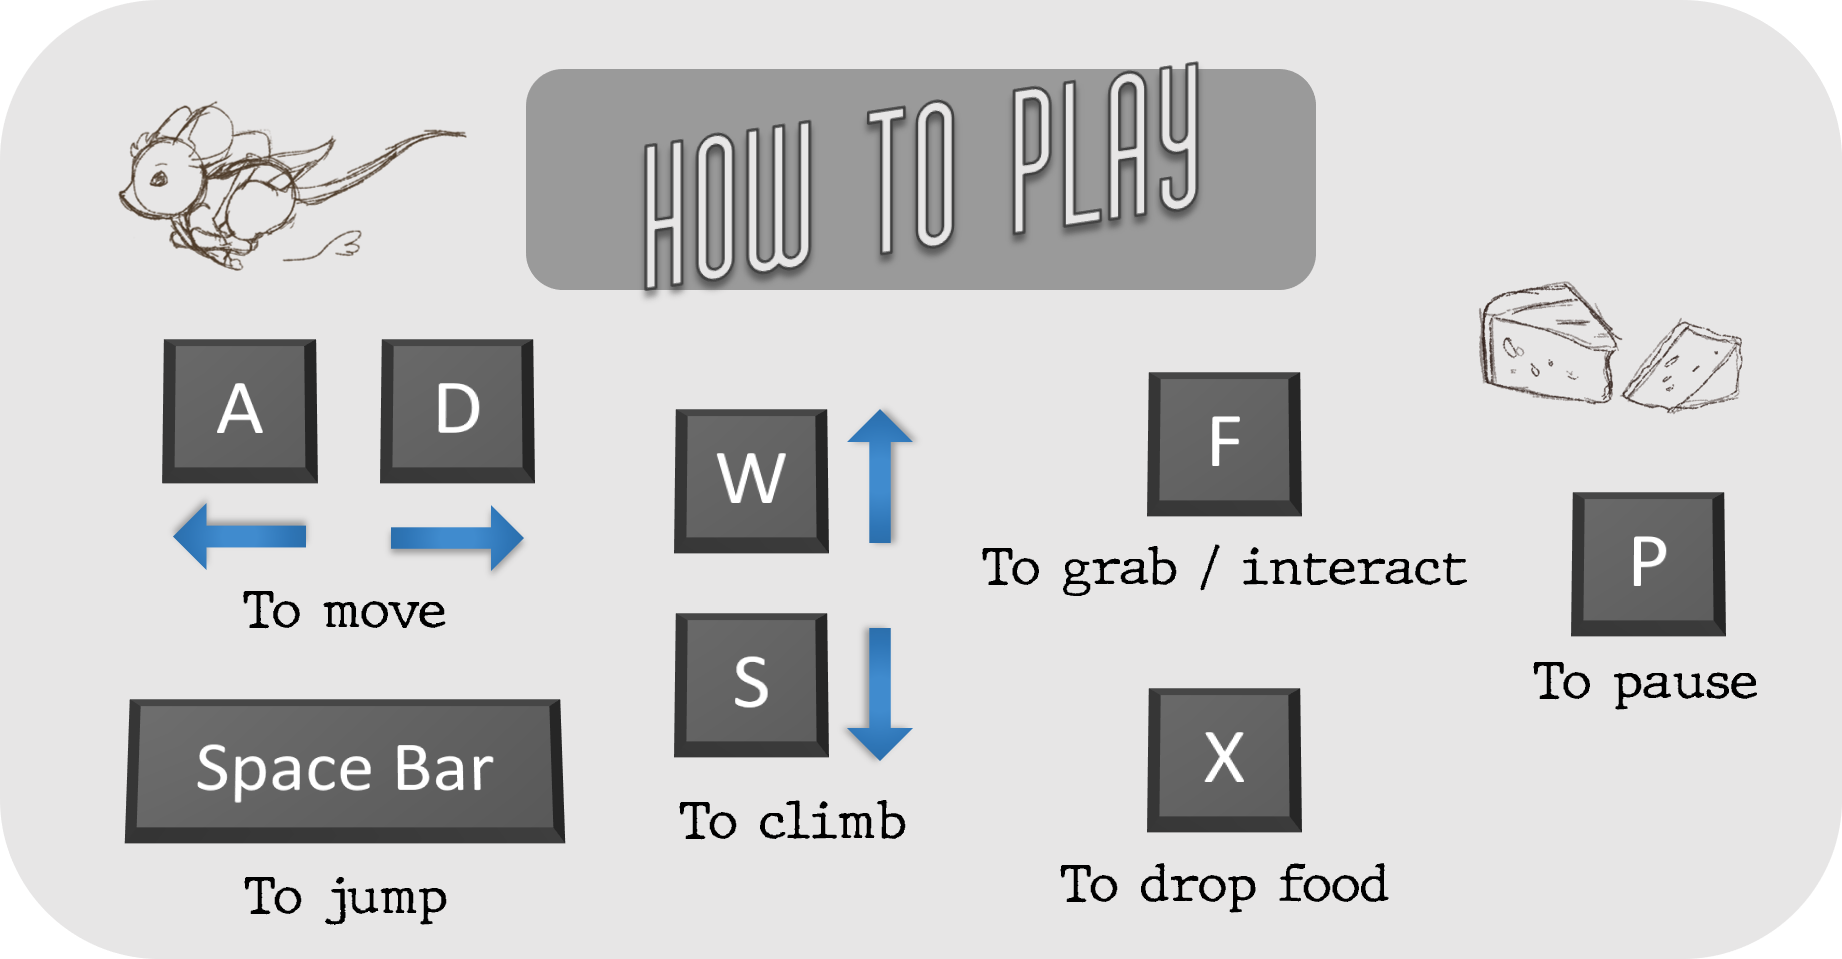 HOW TO PLAY
A
D
To move
Space Bar
To jump
W
S
To climb
F
To grab / interact
X
To drop food
P
To pause